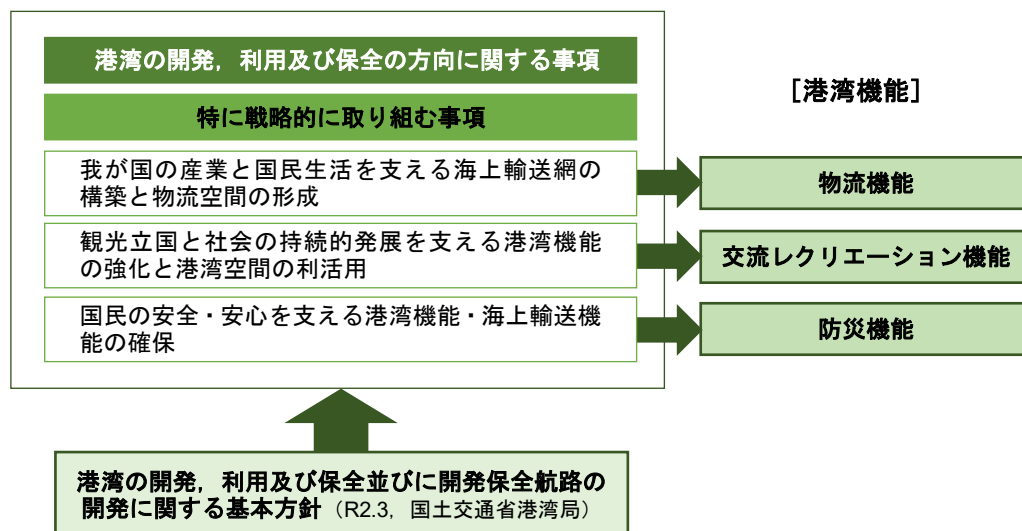 港湾の開発，利用及び保全の方向に関する事項
特に戦略的に取り組む事項
［港湾機能］
我が国の産業と国民生活を支える海上輸送網の
構築と物流空間の形成
物流機能
観光立国と社会の持続的発展を支える港湾機能
の強化と港湾空間の利活用
交流レクリエーション機能
国民の安全・安心を支える港湾機能・海上輸送機
能の確保
防災機能
港湾の開発，利用及び保全並びに開発保全航路の
開発に関する基本方針（R2.3，国土交通省港湾局）